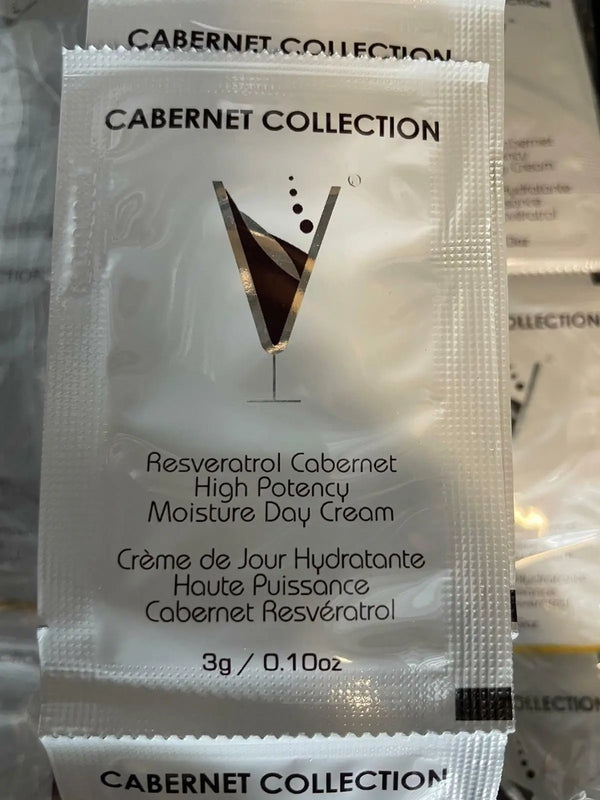 CABERNET COLLECTION
CABERNET COLLECTION
Resveratrol Cabernet
High Potency
Moisture Day Cream
Crème de Jour Hydratante
Haute Puissance
Cabernet Resvératrol
3g / 0.10oz
CABERNET COLLECTION